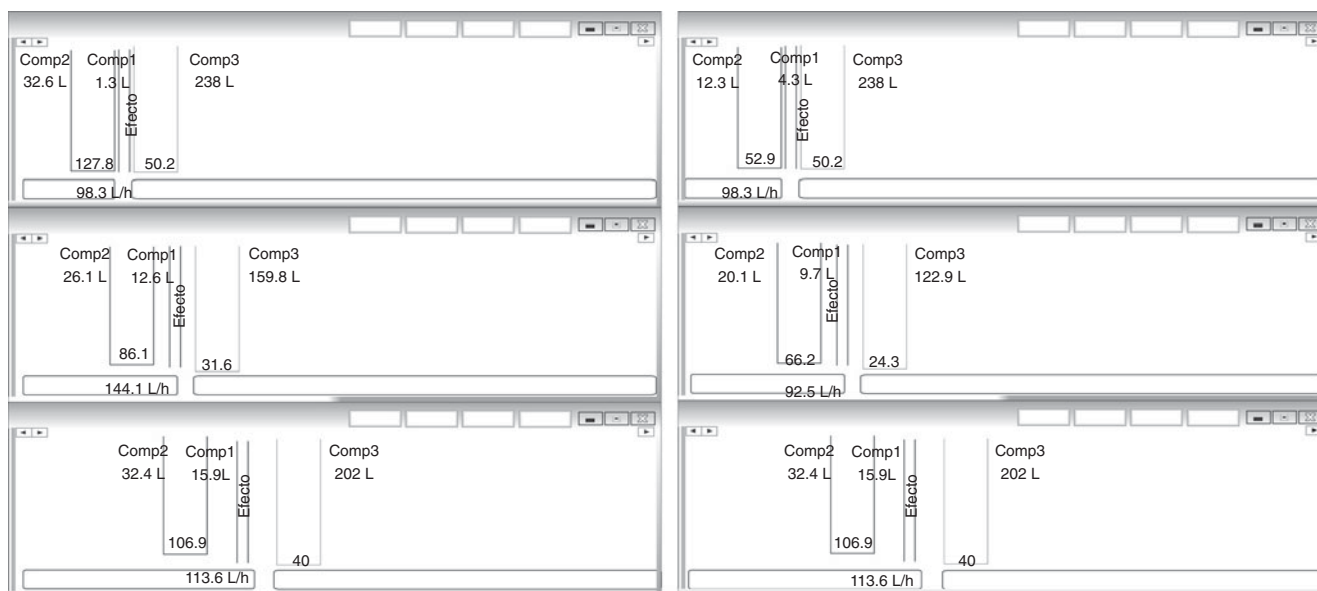 Comp2 Comp1 Comp3
32.6 L 1.3 L 238 L
Efecto
127.8 50.2
98.3 L/h
Comp2 Comp1 Comp3
12.3 L 4.3 L 238 L
Efecto
52.9 50.2
98.3 L/h
Comp2 Comp1 Comp3
26.1 L 12.6 L 159.8 L
Efecto
86.1 31.6
144.1 L/h
Comp2 Comp1 Comp3
20.1 L 9.7 L 122.9 L
Efecto
66.2 24.3
92.5 L/h
Comp2 Comp1 Comp3
32.4 L 15.9L 202 L
Efecto
106.9 40
113.6 L/h
Comp2 Comp1 Comp3
32.4 L 15.9L 202 L
Efecto
106.9 40
113.6 L/h